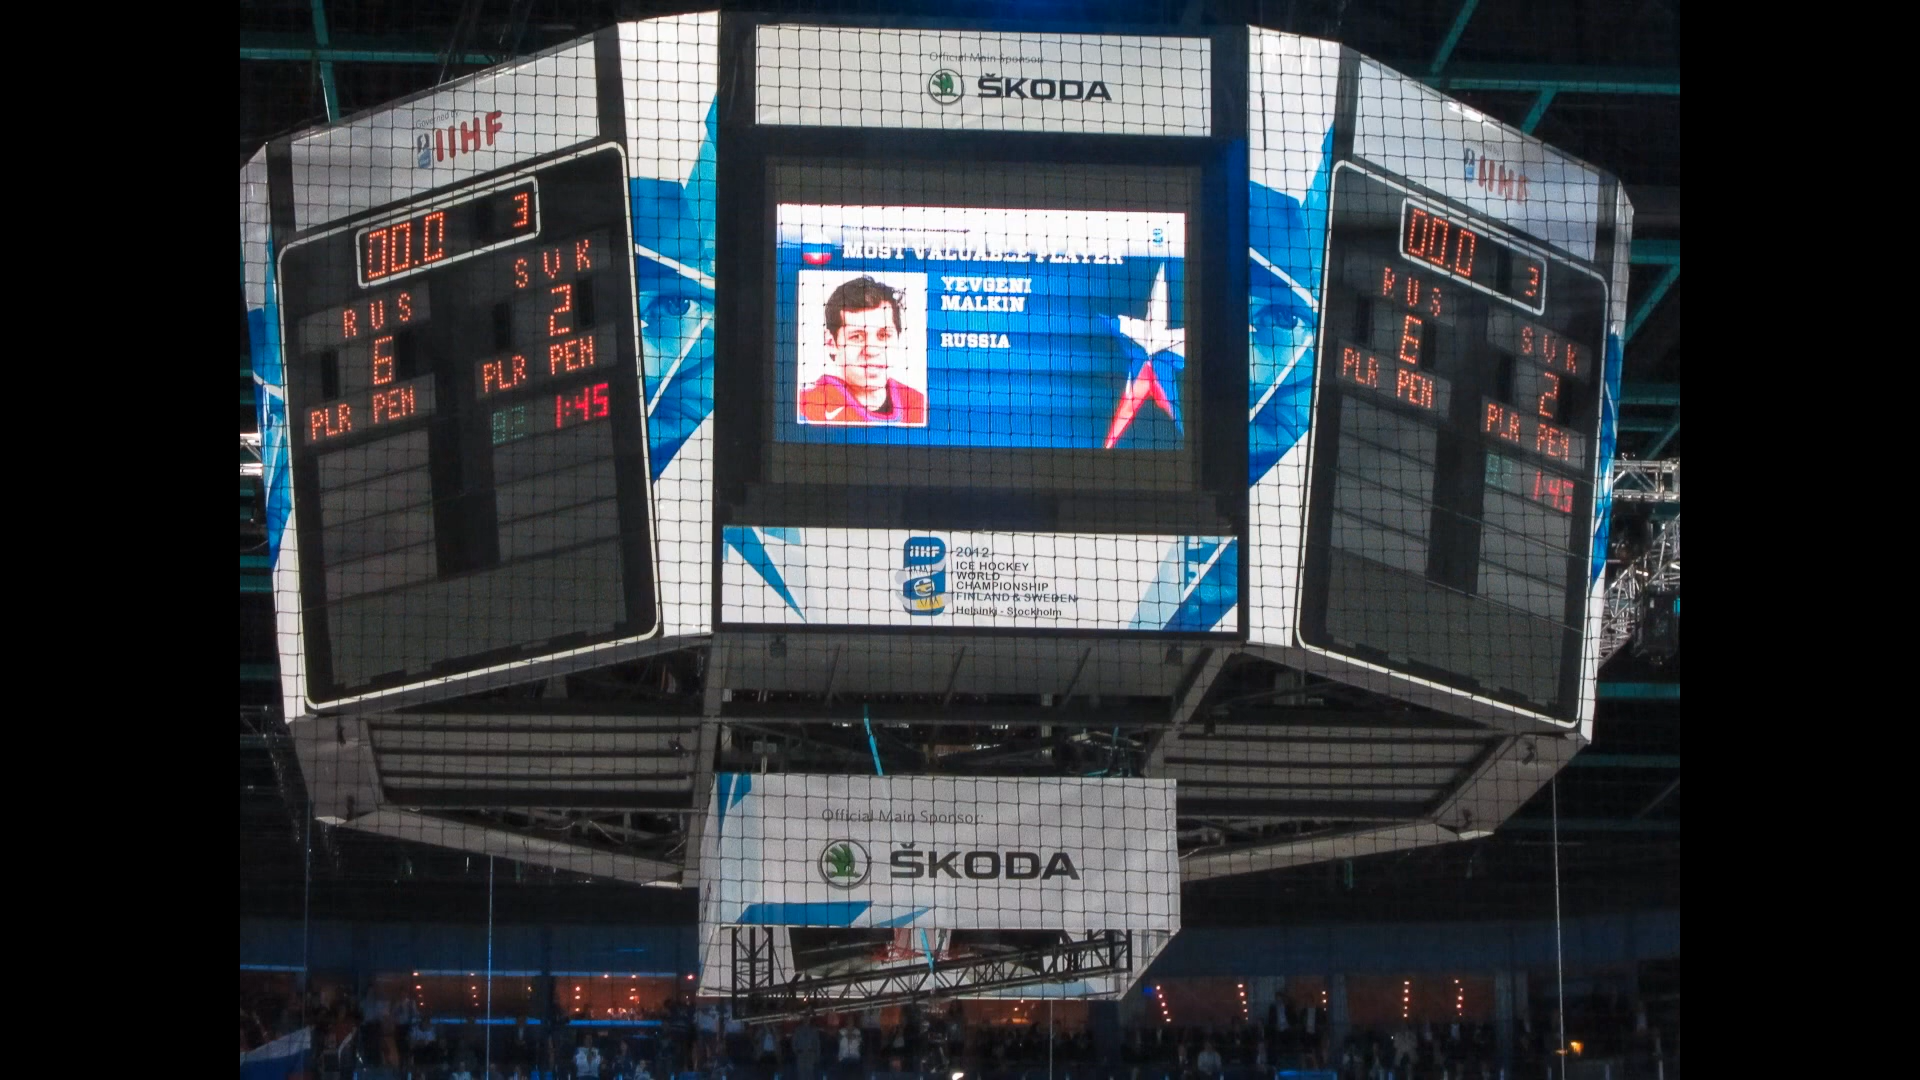 Official Main Sponsor:
ŠKODA
Governed by
IIHF
00.0 3
RUS
SVK
6
2
PLR PEN
PLR PEN
1:45
MOST VALUABLE PLAYER
YEVGENI
MALKIN
RUSSIA
IIHF
00.0 3
RUS
SVK
6
2
PLR PEN
PLR PEN
1:45
IIHF
2012
ICE HOCKEY
WORLD
CHAMPIONSHIP
FINLAND & SWEDEN
Helsinki - Stockholm
Official Main Sponsor:
ŠKODA